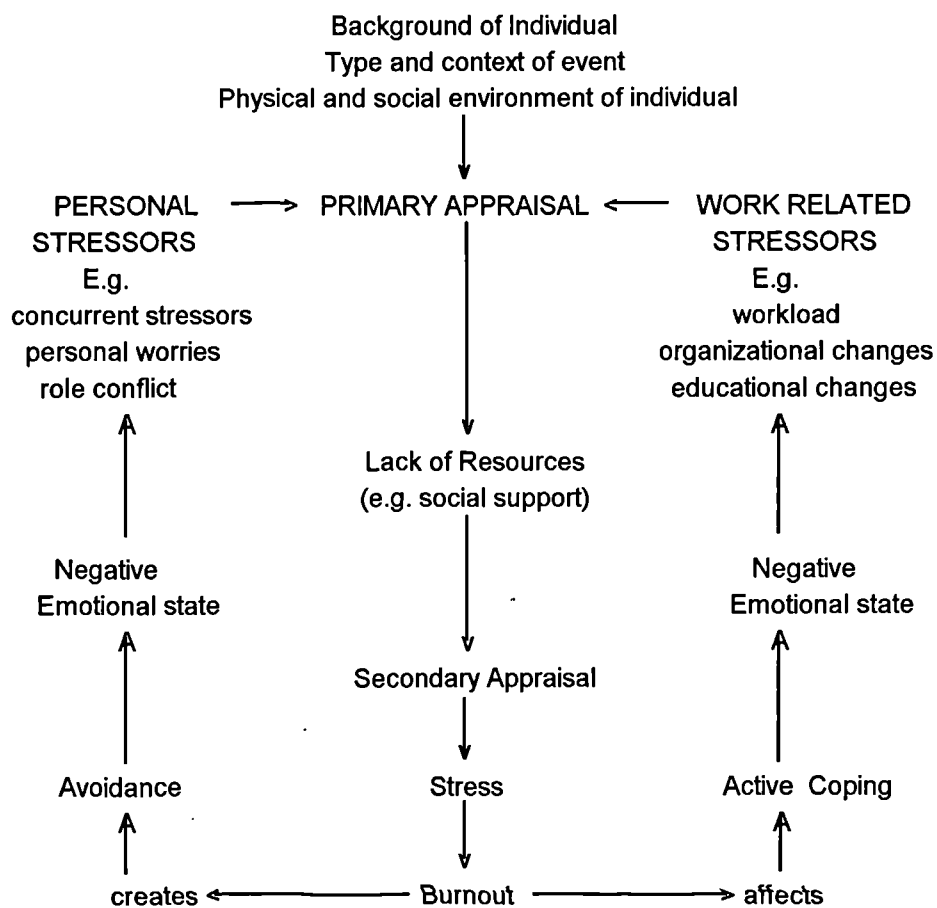 Background of Individual
Type and context of event
Physical and social environment of individual
PERSONAL
STRESSORS
E.g.
concurrent stressors
personal worries
role conflict
PRIMARY APPRAISAL
WORK RELATED
STRESSORS
E.g.
workload
organizational changes
educational changes
Lack of Resources
(e.g. social support)
Negative
Emotional state
Negative
Emotional state
Secondary Appraisal
Avoidance
Stress
Active Coping
creates
Burnout
affects